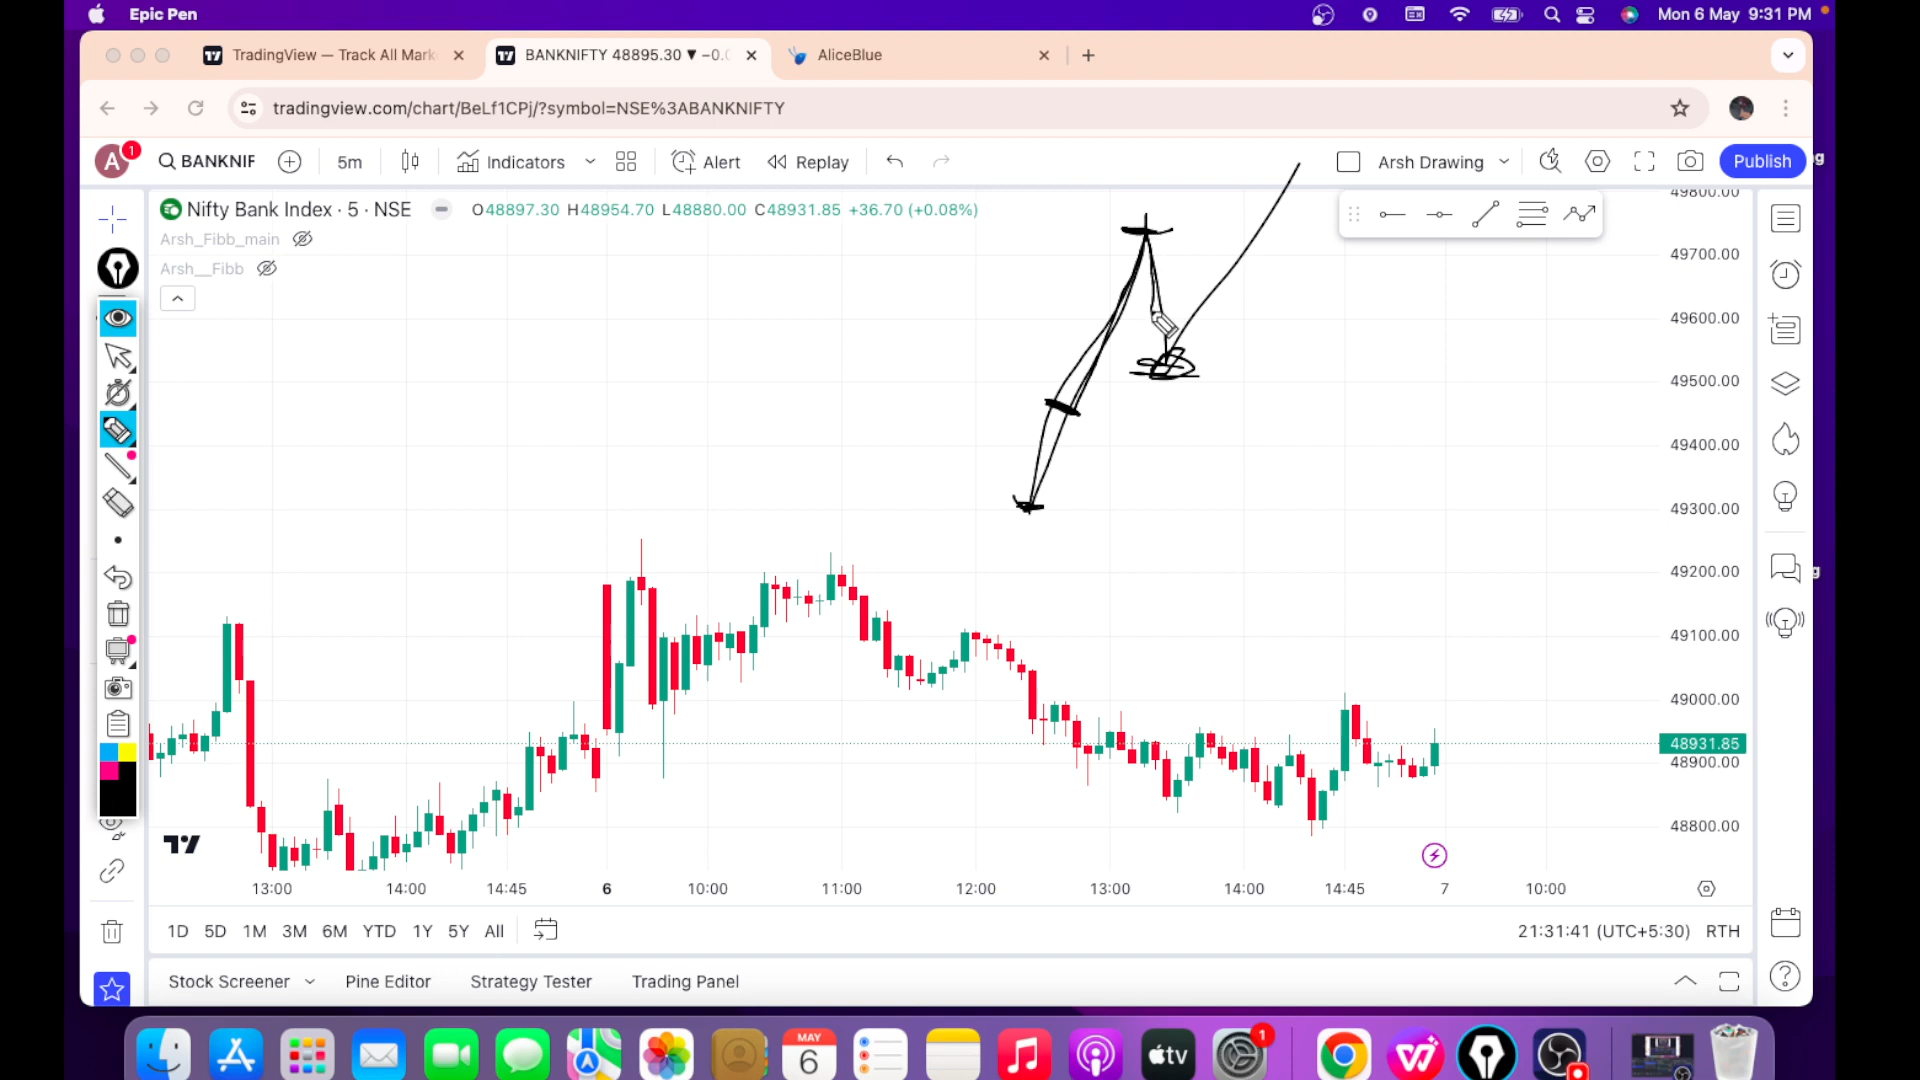 Epic Pen
Mon 6 May 9:31 PM
TradingView — Track All Mark
BANKNIFTY 48895.30 ▼ −0.0
AliceBlue
tradingview.com/chart/BeLf1CPj/?symbol=NSE%3ABANKNIFTY
A 1
BANKNIF
5m
Indicators
Alert
Replay
Arsh Drawing
Publish
g
Nifty Bank Index · 5 · NSE
O48897.30 H48954.70 L48880.00 C48931.85 +36.70 (+0.08%)
Arsh_Fibb_main
Arsh__Fibb
49800.00
49700.00
49600.00
49500.00
49400.00
49300.00
49200.00
g
49100.00
49000.00
48931.85
48900.00
48800.00
13:00 14:00 14:45 6 10:00 11:00 12:00 13:00 14:00 14:45 7 10:00
1D 5D 1M 3M 6M YTD 1Y 5Y All
21:31:41 (UTC+5:30) RTH
Stock Screener Pine Editor Strategy Tester Trading Panel
MAY
6
tv
1